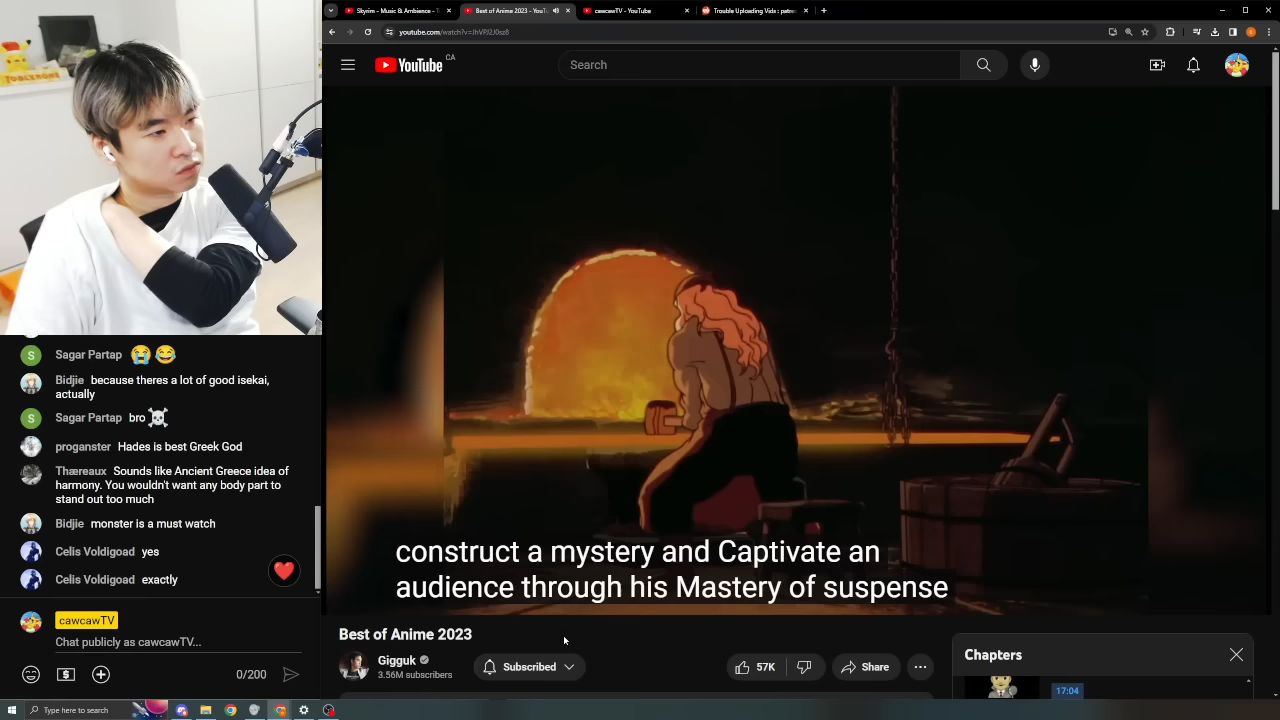 TOBLERONE
Sagar Partap 😭😂
Bidjie because theres a lot of good isekai,
actually
Sagar Partap bro ☠️
proganster Hades is best Greek God
Thæreaux Sounds like Ancient Greece idea of
harmony. You wouldn't want any body part to
stand out too much
Bidjie monster is a must watch
Celis Voldigoad yes
Celis Voldigoad exactly
cawcawTV
Chat publicly as cawcawTV...
0/200
Skyrim - Music & Ambience -
Best of Anime 2023 - YouTu
cawcawTV - YouTube
Trouble Uploading Vids : patre
youtube.com/watch?v=
YouTube CA
Search
construct a mystery and Captivate an
audience through his Mastery of suspense
Best of Anime 2023
Gigguk
3.56M subscribers
Subscribed
57K
Share
Chapters
17:04
Type here to search